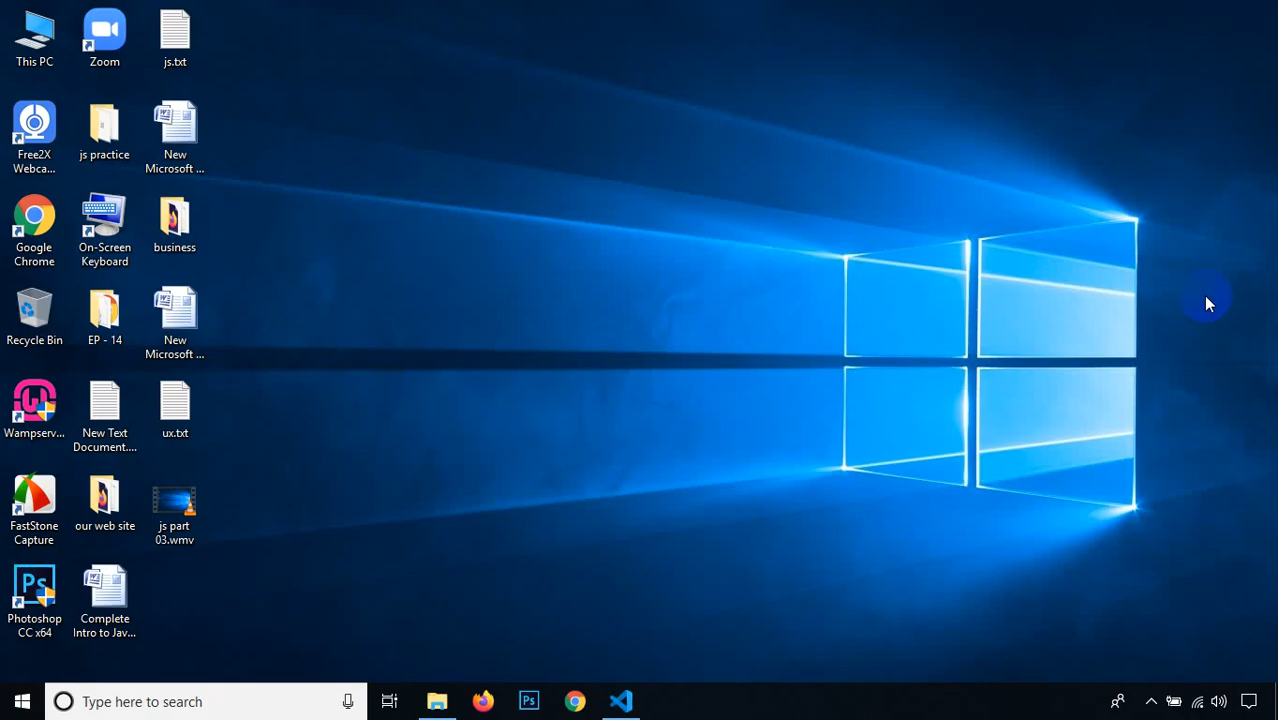 This PC
Zoom
js.txt
Free2X
Webca...
js practice
New
Microsoft ...
Google
Chrome
On-Screen
Keyboard
business
Recycle Bin
EP - 14
New
Microsoft ...
Wampserv...
New Text
Document....
ux.txt
FastStone
Capture
our web site
js part
03.wmv
Ps
Photoshop
CC x64
Complete
Intro to Jav...
Type here to search
Ps